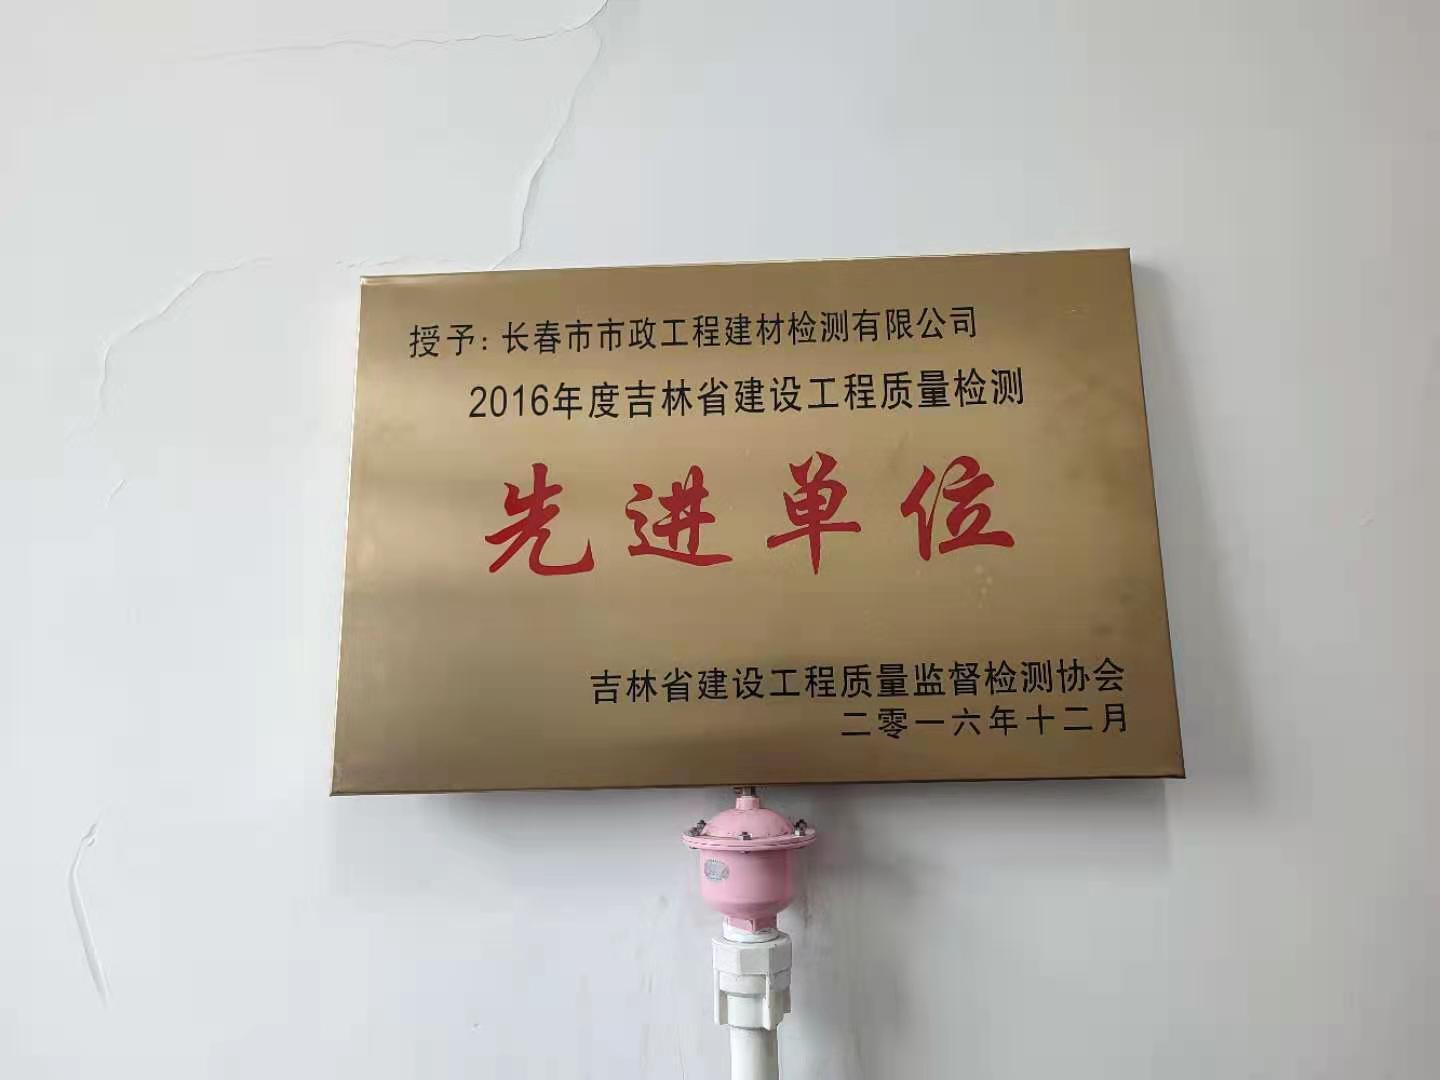 授予：长春市市政工程建材检测有限公司
2016年度吉林省建设工程质量检测
先进单位
吉林省建设工程质量监督检测协会
二零一六年十二月